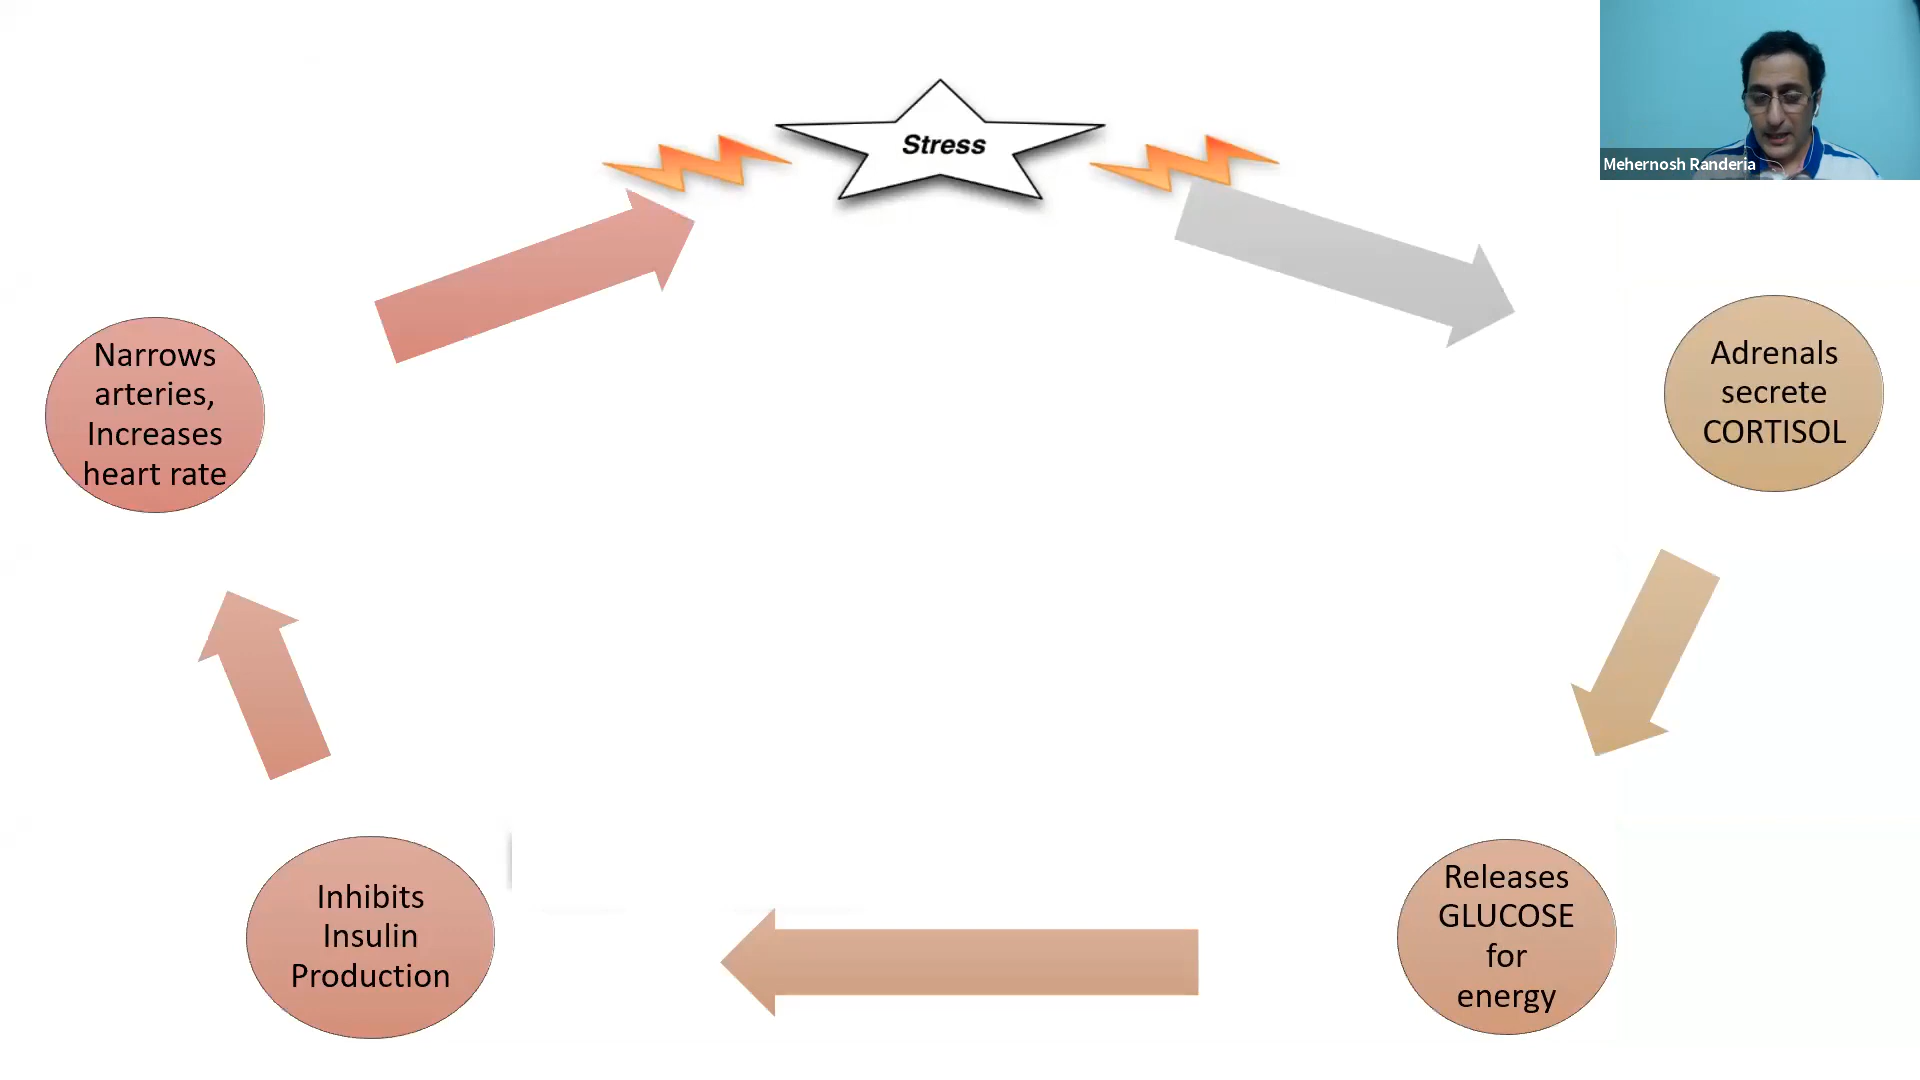 Stress
Mehernosh Randeria
Adrenals
secrete
CORTISOL
Releases
GLUCOSE
for
energy
Inhibits
Insulin
Production
Narrows
arteries,
Increases
heart rate